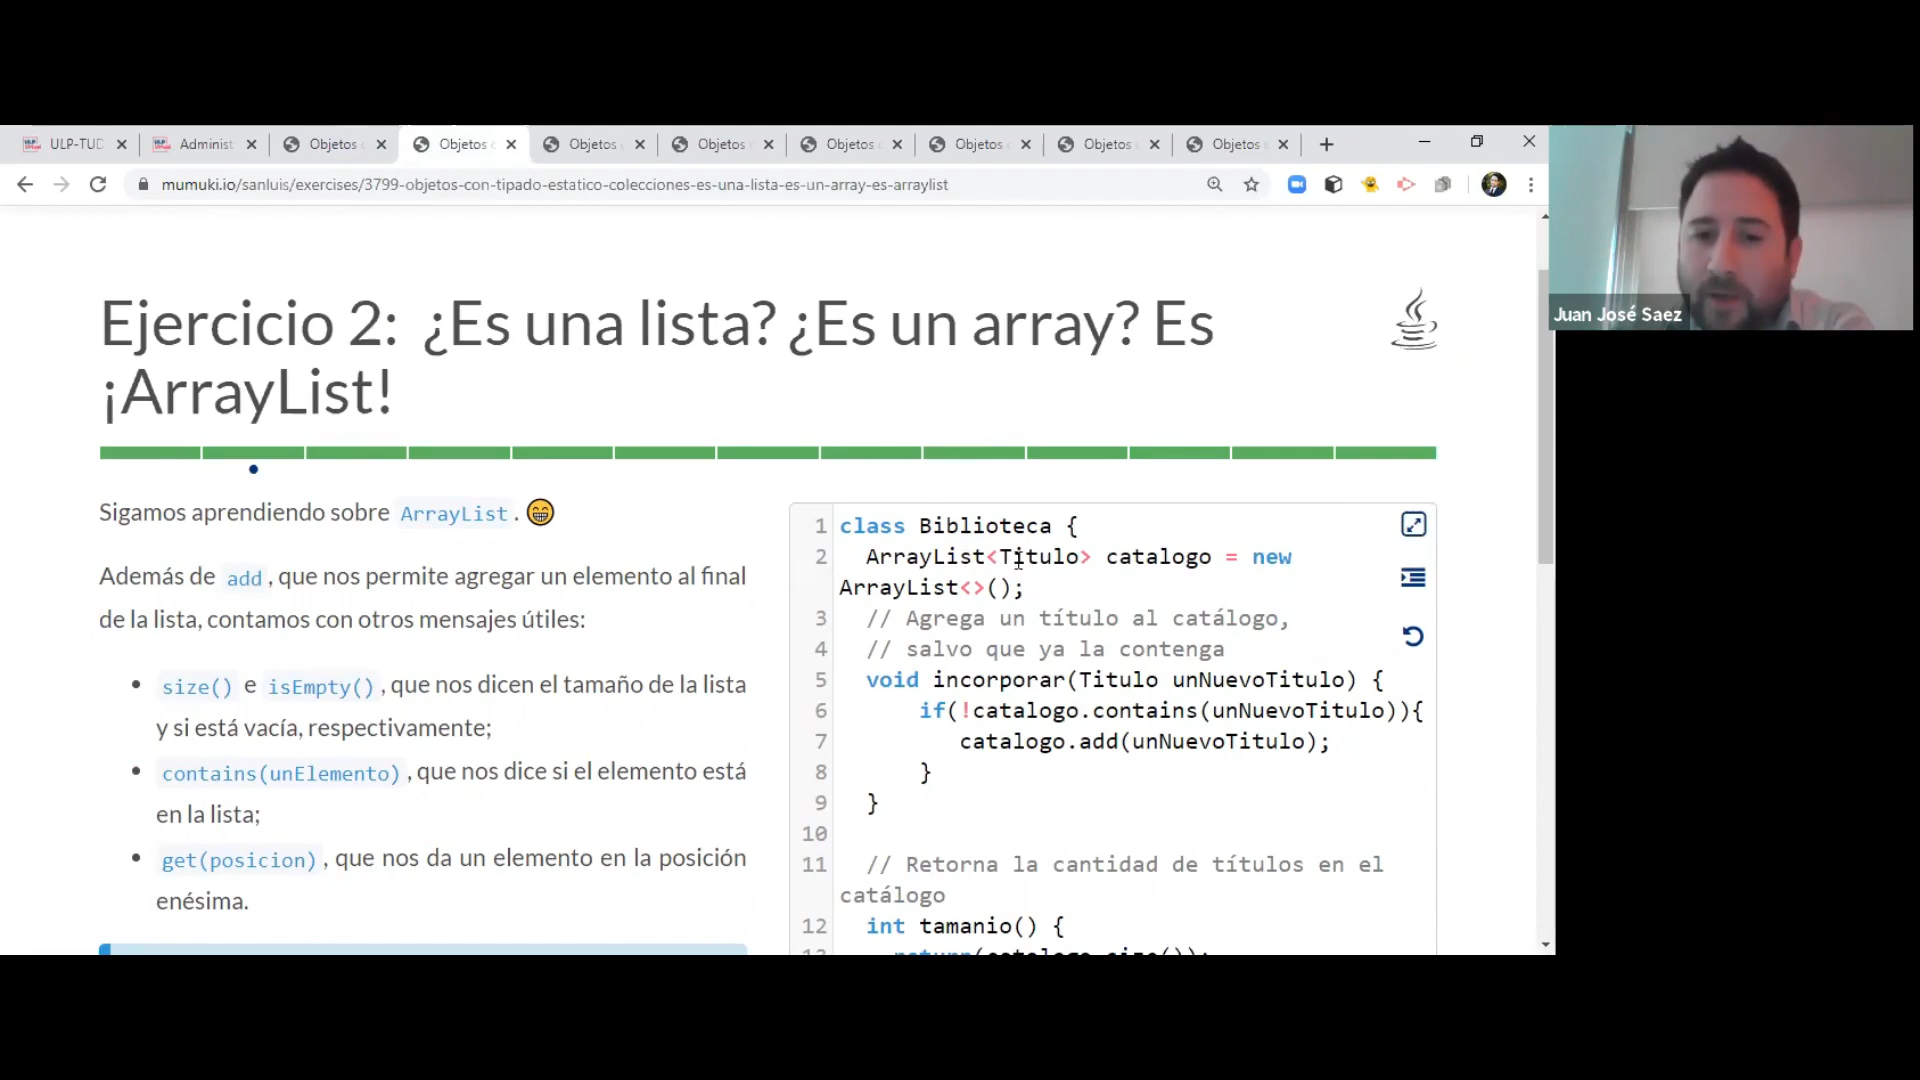 ULP-TUD
Administ
Objetos c
Objetos c
Objetos
Objetos
Objetos
Objetos
Objetos
Objetos
mumuki.io/sanluis/exercises/3799-objetos-con-tipado-estatico-colecciones-es-una-lista-es-un-array-es-arraylist
Juan José Saez
Ejercicio 2: ¿Es una lista? ¿Es un array? Es
¡ArrayList!
Sigamos aprendiendo sobre ArrayList.
Además de add, que nos permite agregar un elemento al final
de la lista, contamos con otros mensajes útiles:
• size() e isEmpty(), que nos dicen el tamaño de la lista
y si está vacía, respectivamente;
• contains(unElemento), que nos dice si el elemento está
en la lista;
• get(posicion), que nos da un elemento en la posición
enésima.
1 class Biblioteca {
2 ArrayList<Titulo> catalogo = new
ArrayList<>();
3 // Agrega un título al catálogo,
4 // salvo que ya la contenga
5 void incorporar(Titulo unNuevoTitulo) {
6 if(!catalogo.contains(unNuevoTitulo)){
7 catalogo.add(unNuevoTitulo);
8 }
9 }
10
11 // Retorna la cantidad de títulos en el
catálogo
12 int tamanio() {
13 return(catalogo.size());